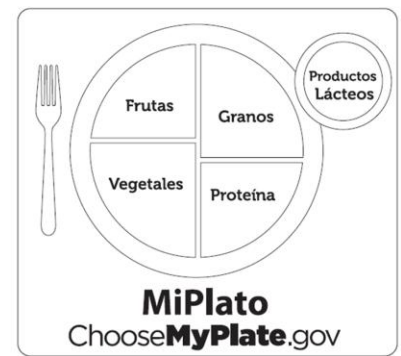 Frutas
Granos
Productos
Lácteos
Vegetales
Proteína
MiPlato
ChooseMyPlate.gov